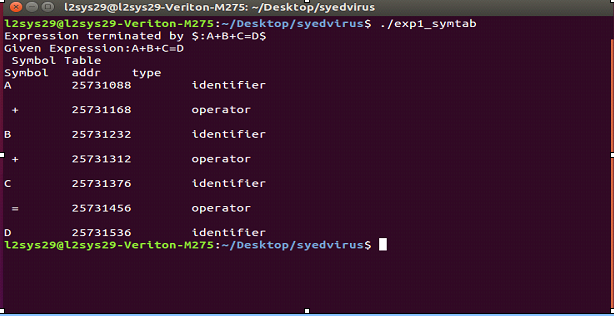 l2sys29@l2sys29-Veriton-M275: ~/Desktop/syedvirus
l2sys29@l2sys29-Veriton-M275:~/Desktop/syedvirus$ ./exp1_symtab
Expression terminated by $:A+B+C=D$
Given Expression:A+B+C=D
Symbol Table
Symbol addr type
A 25731088 identifier
+ 25731168 operator
B 25731232 identifier
+ 25731312 operator
C 25731376 identifier
= 25731456 operator
D 25731536 identifier
l2sys29@l2sys29-Veriton-M275:~/Desktop/syedvirus$